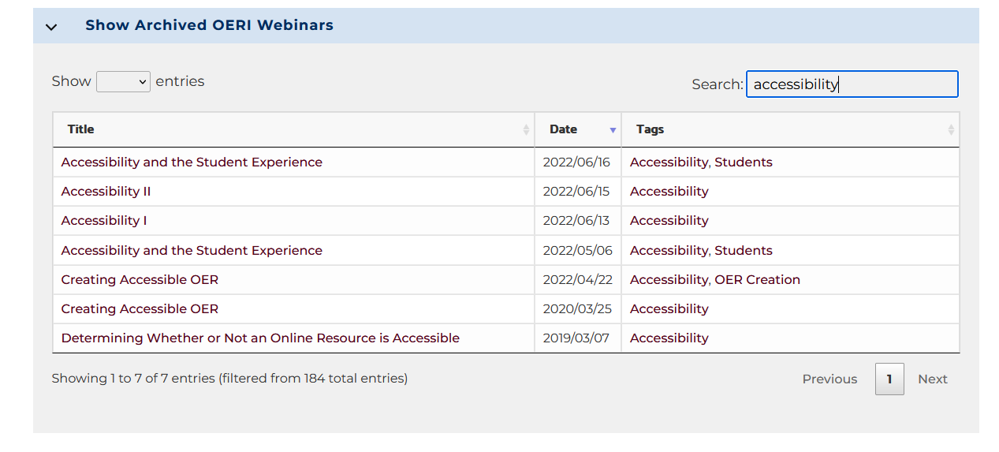 Show Archived OERI Webinars
Show entries
Search: accessibility
Title Date Tags
Accessibility and the Student Experience 2022/06/16 Accessibility, Students
Accessibility II 2022/06/15 Accessibility
Accessibility I 2022/06/13 Accessibility
Accessibility and the Student Experience 2022/05/06 Accessibility, Students
Creating Accessible OER 2022/04/22 Accessibility, OER Creation
Creating Accessible OER 2020/03/25 Accessibility
Determining Whether or Not an Online Resource is Accessible 2019/03/07 Accessibility
Showing 1 to 7 of 7 entries (filtered from 184 total entries)
Previous 1 Next